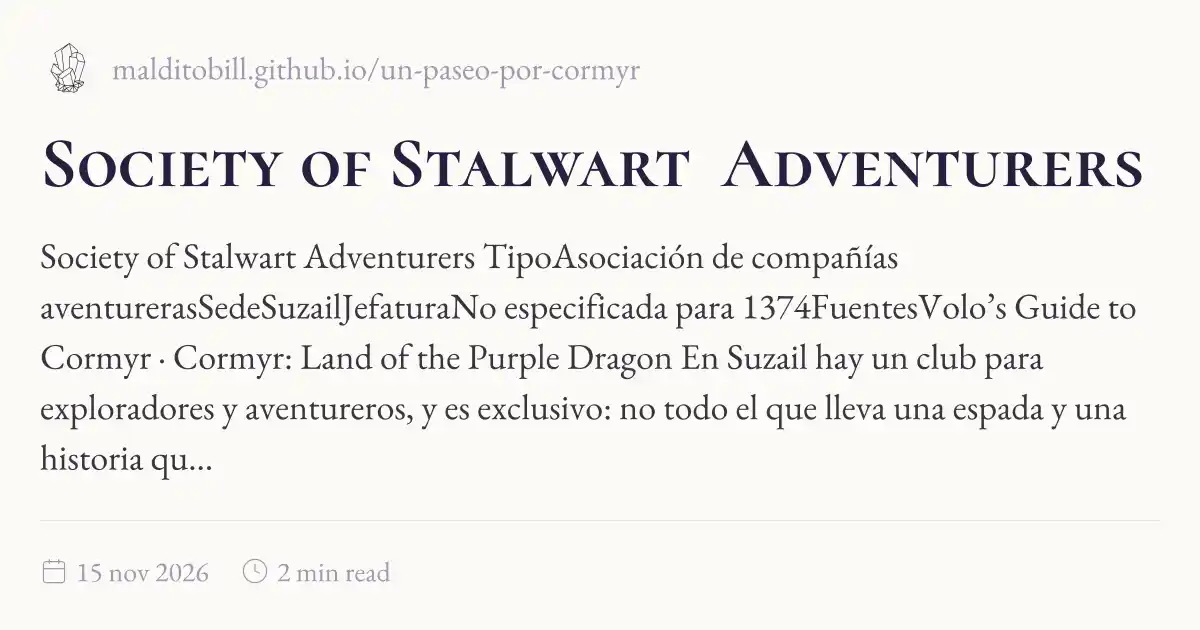 malditobill.github.io/un-paseo-por-cormyr
Society of Stalwart Adventurers
Society of Stalwart Adventurers TipoAsociación de compañías
aventurerasSedeSuzailJefaturaNo especificada para 1374FuentesVolo’s Guide to
Cormyr · Cormyr: Land of the Purple Dragon En Suzail hay un club para
exploradores y aventureros, y es exclusivo: no todo el que lleva una espada y una
historia qu...
15 nov 2026 2 min read